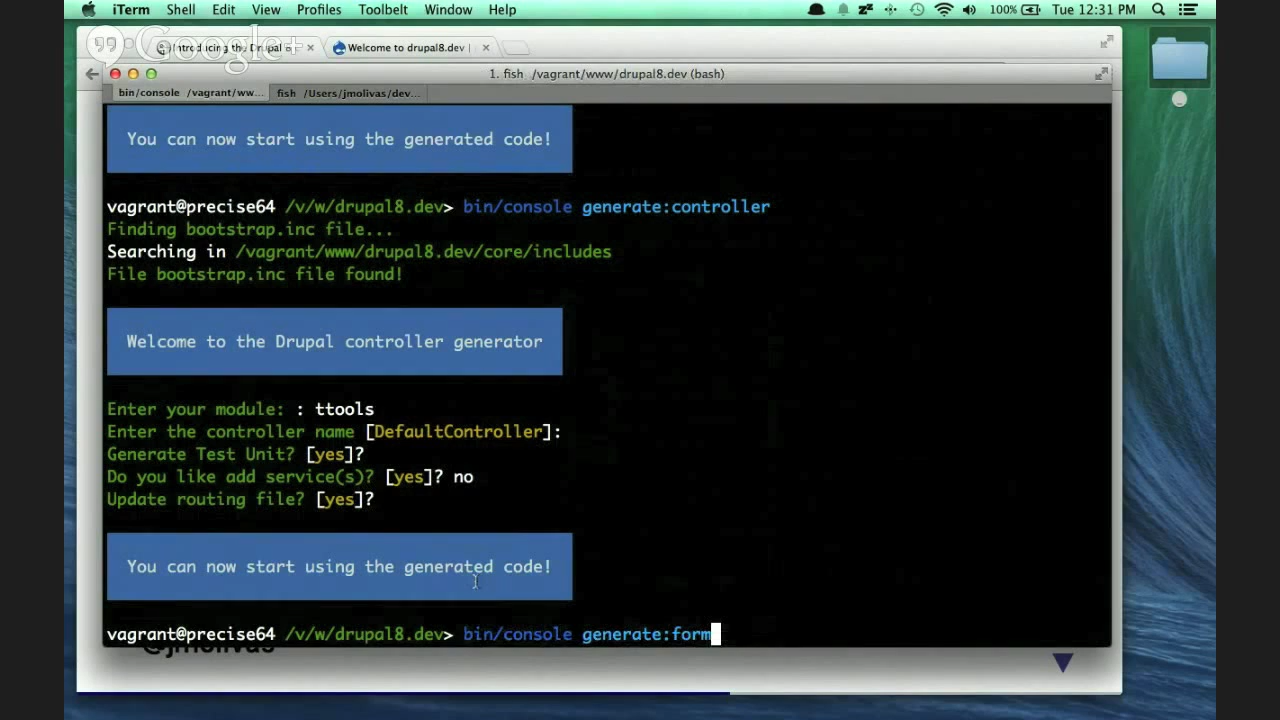 iTerm Shell Edit View Profiles Toolbelt Window Help 100% Tue 12:31 PM
Google+
Introducing the Drupal
Welcome to drupal8.dev |
1. fish /vagrant/www/drupal8.dev (bash)
bin/console /vagrant/ww... fish /Users/jmolivas/dev...
You can now start using the generated code!
vagrant@precise64 /v/w/drupal8.dev> bin/console generate:controller
Finding bootstrap.inc file...
Searching in /vagrant/www/drupal8.dev/core/includes
File bootstrap.inc file found!
Welcome to the Drupal controller generator
Enter your module: : ttools
Enter the controller name [DefaultController]:
Generate Test Unit? [yes]?
Do you like add service(s)? [yes]? no
Update routing file? [yes]?
You can now start using the generated code!
vagrant@precise64 /v/w/drupal8.dev> bin/console generate:form
@jmolivas